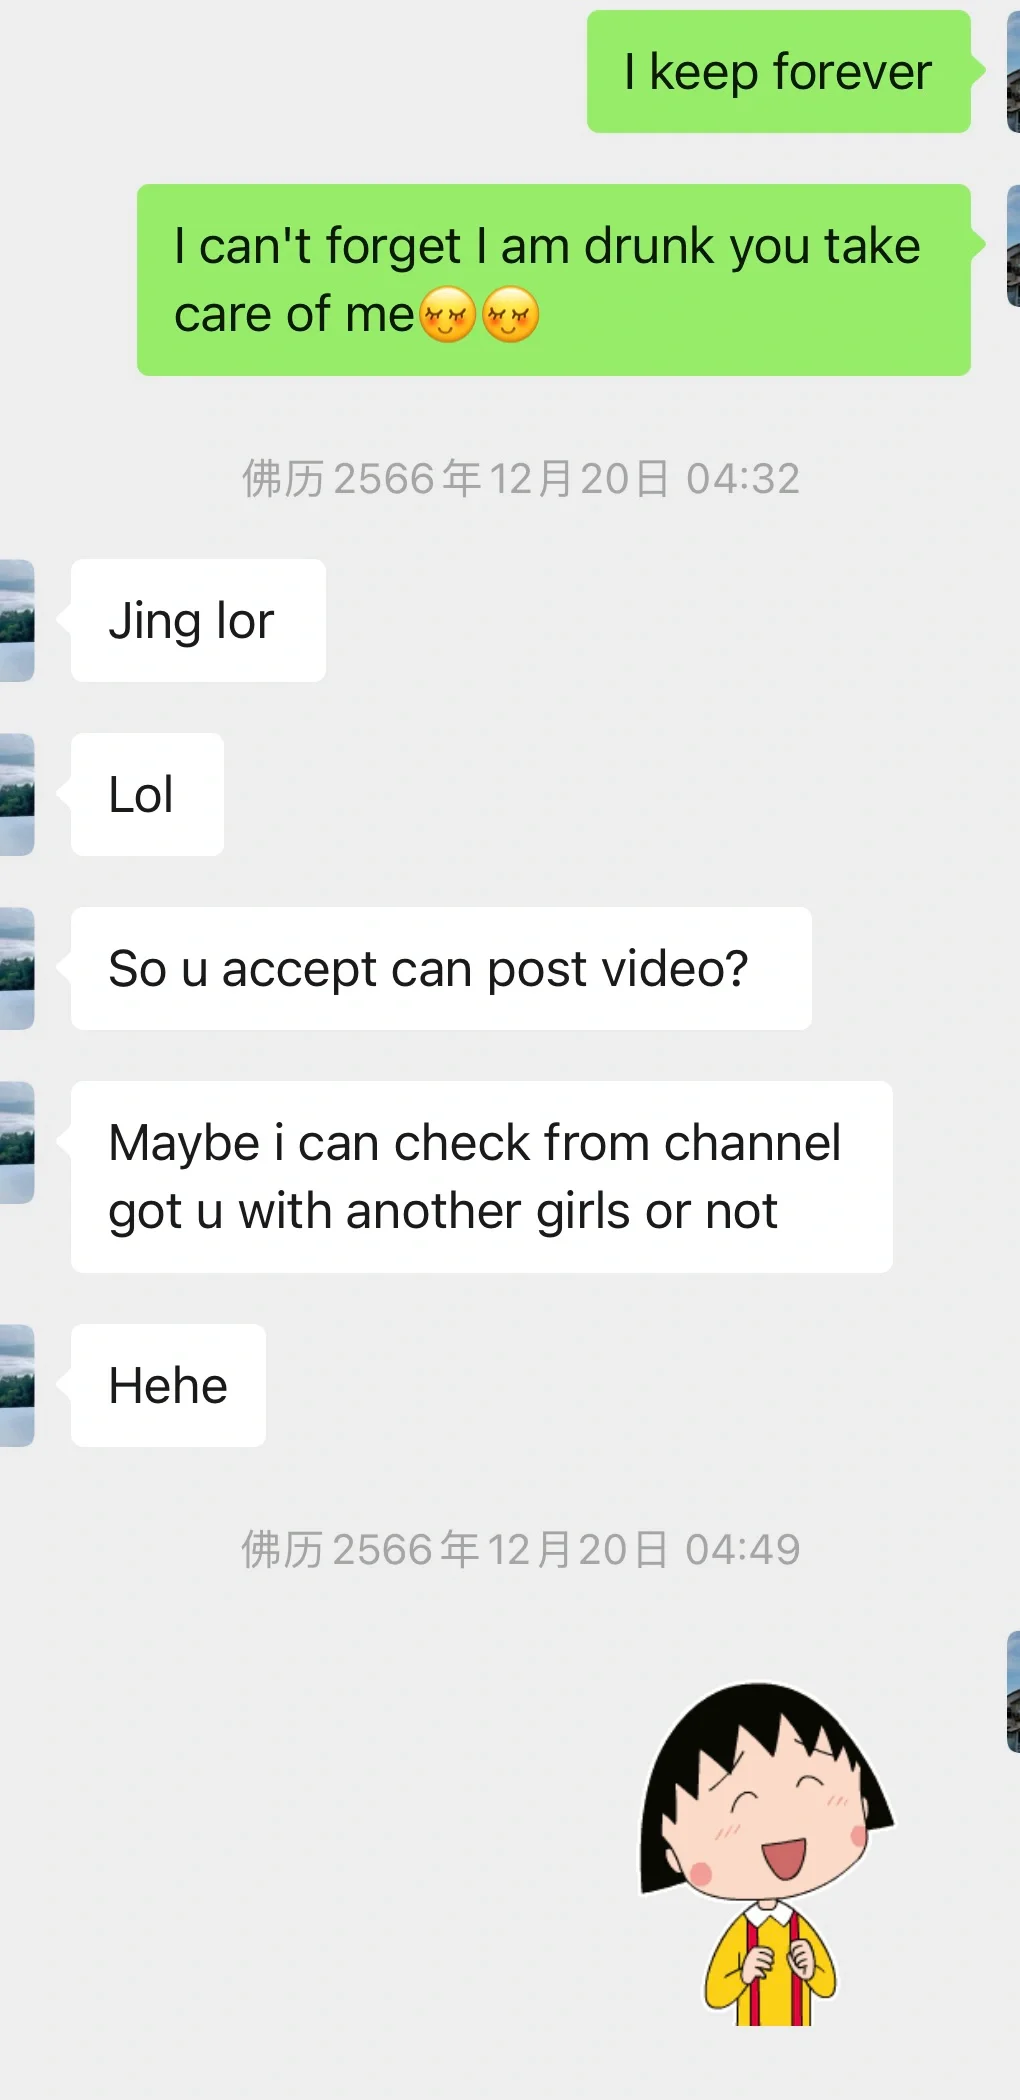 I keep forever
I can't forget I am drunk you take
care of me😌😌
佛历2566年12月20日 04:32
Jing lor
Lol
So u accept can post video?
Maybe i can check from channel
got u with another girls or not
Hehe
佛历2566年12月20日 04:49